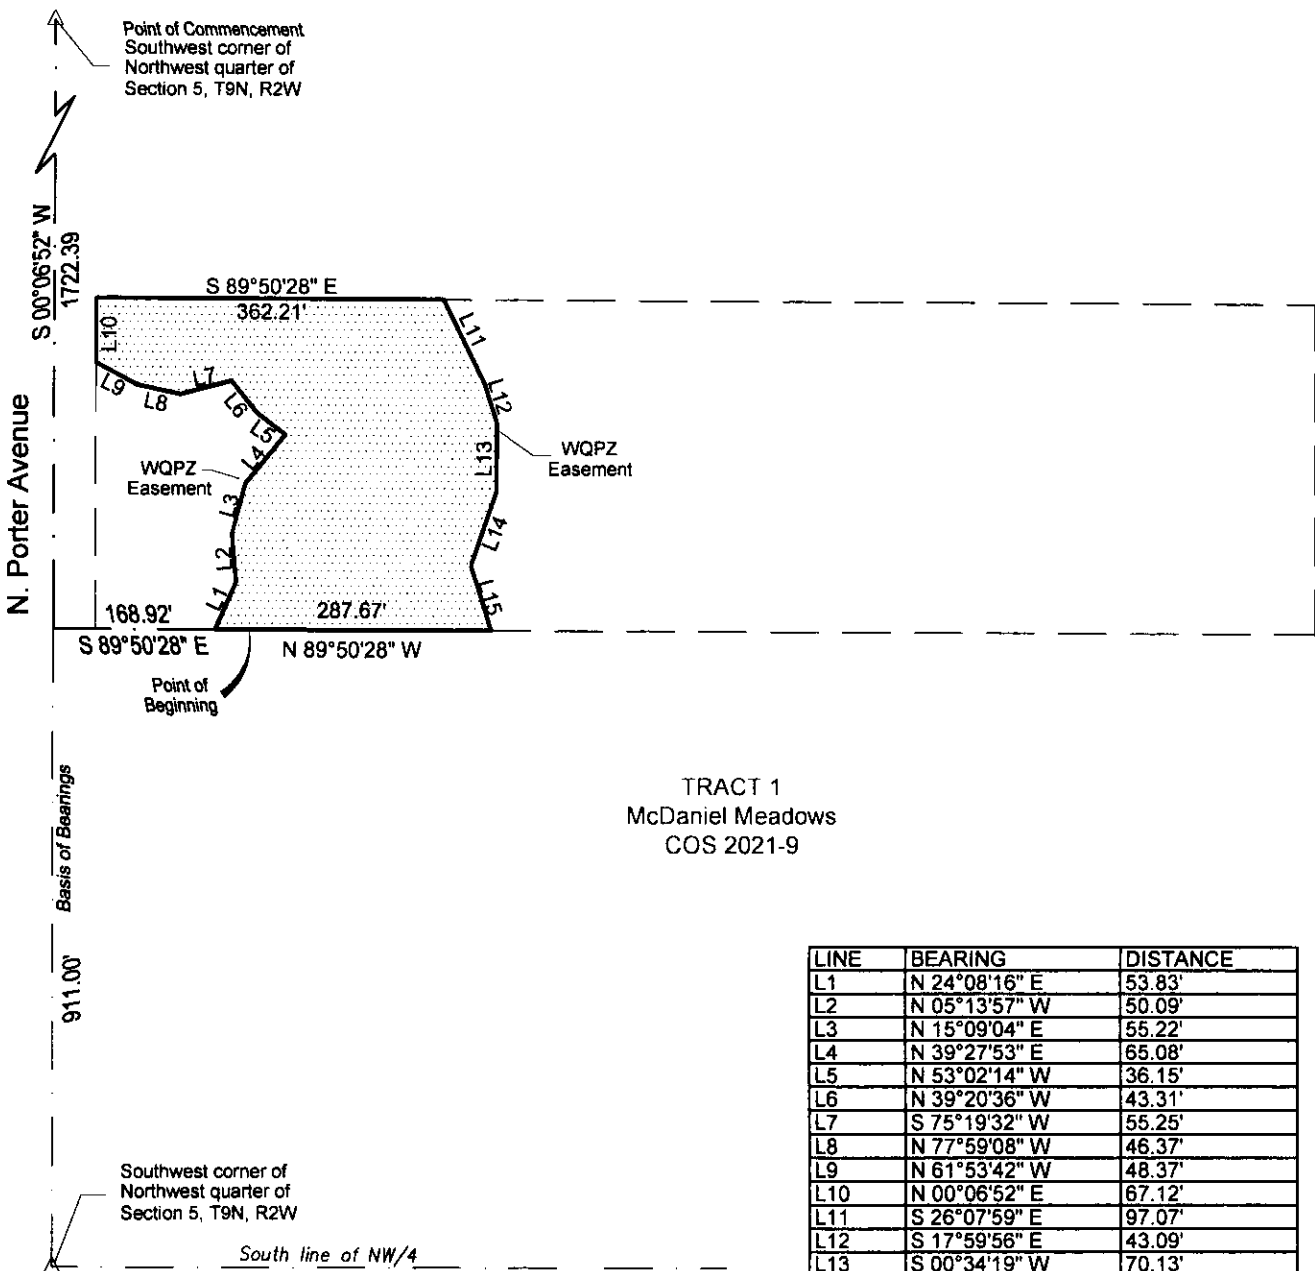 Point of Commencement
Southwest corner of
Northwest quarter of
Section 5, T9N, R2W
S 00°06'52" W
1722.39
N. Porter Avenue
S 89°50'28" E
362.21'
L10
L9
L8
L7
L6
L5
L4
L3
L2
L1
L11
L12
L13
L14
L15
WQPZ
Easement
WQPZ
Easement
168.92'
S 89°50'28" E
287.67'
N 89°50'28" W
Point of
Beginning
Basis of Bearings
911.00'
TRACT 1
McDaniel Meadows
COS 2021-9
LINE BEARING DISTANCE
L1 N 24°08'16" E 53.83'
L2 N 05°13'57" W 50.09'
L3 N 15°09'04" E 55.22'
L4 N 39°27'53" E 65.08'
L5 N 53°02'14" W 36.15'
L6 N 39°20'36" W 43.31'
L7 S 75°19'32" W 55.25'
L8 N 77°59'08" W 46.37'
L9 N 61°53'42" W 48.37'
L10 N 00°06'52" E 67.12'
L11 S 26°07'59" E 97.07'
L12 S 17°59'56" E 43.09'
L13 S 00°34'19" W 70.13'
Southwest corner of
Northwest quarter of
Section 5, T9N, R2W
South line of NW/4